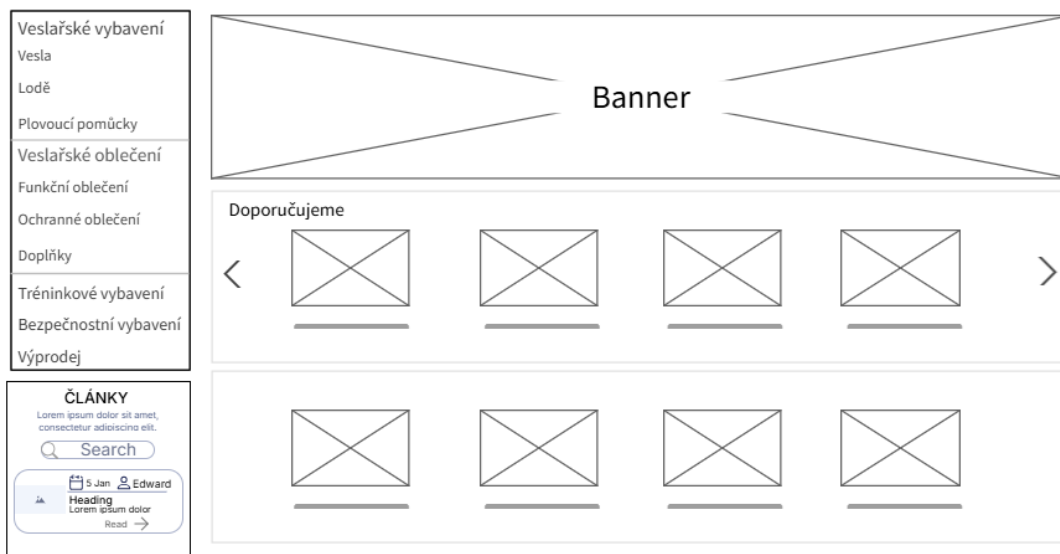 Veslařské vybavení
Vesla
Lodě
Plovoucí pomůcky
Veslařské oblečení
Funkční oblečení
Ochranné oblečení
Doplňky
Tréninkové vybavení
Bezpečnostní vybavení
Výprodej
ČLÁNKY
Lorem ipsum dolor sit amet,
consectetur adipiscing elit.
Search
5 Jan Edward
Heading
Lorem ipsum dolor
Read
Banner
Doporučujeme